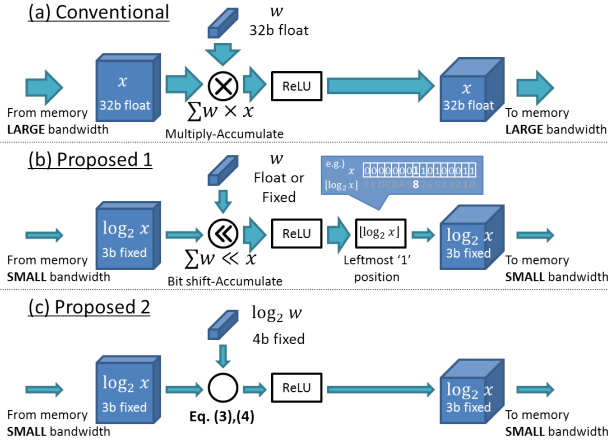 (a) Conventional
w
32b float
x
32b float
ReLU
x
32b float
From memory
LARGE bandwidth
∑w × x
Multiply-Accumulate
To memory
LARGE bandwidth
(b) Proposed 1
w
Float or
Fixed
e.g.) x 0000000110100011
⌊log₂ x⌋ FEDCBA9876543210
log₂ x
3b fixed
≪
ReLU
⌊log₂ x⌋
log₂ x
3b fixed
From memory
SMALL bandwidth
∑w ≪ x
Bit shift-Accumulate
Leftmost '1'
position
To memory
SMALL bandwidth
(c) Proposed 2
log₂ w
4b fixed
log₂ x
3b fixed
ReLU
log₂ x
3b fixed
From memory
SMALL bandwidth
Eq. (3),(4)
To memory
SMALL bandwidth